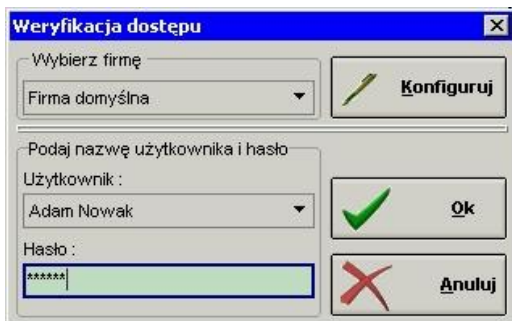 Weryfikacja dostępu
Wybierz firmę
Firma domyślna
Konfiguruj
Podaj nazwę użytkownika i hasło
Użytkownik :
Adam Nowak
Ok
Hasło :
******
Anuluj